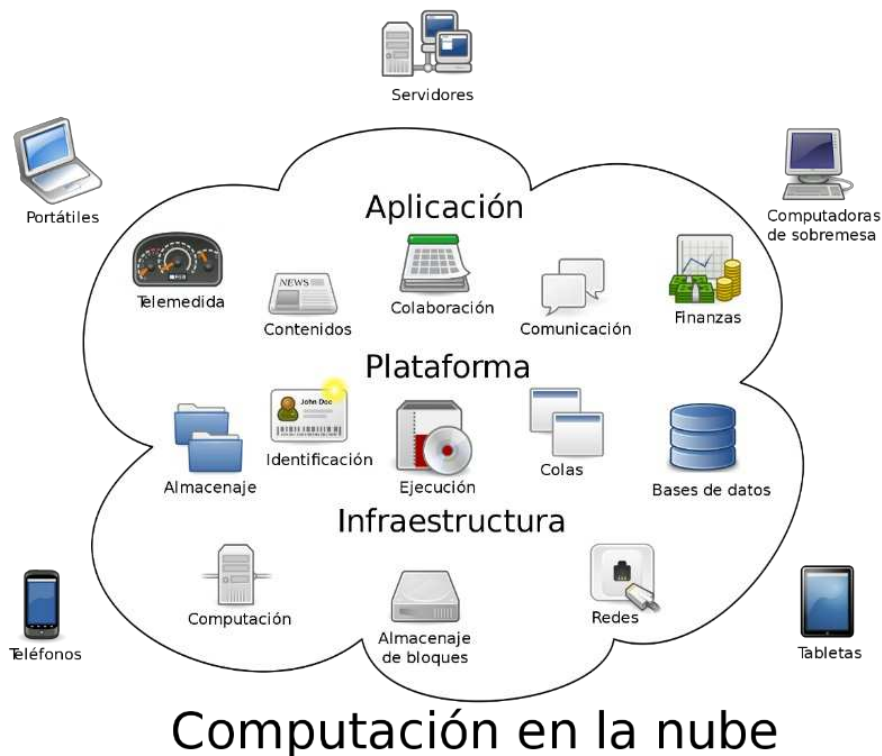 Servidores
Portátiles
Computadoras
de sobremesa
Aplicación
Telemedida
NEWS
Contenidos
Colaboración
Comunicación
Finanzas
Plataforma
John Doe
Almacenaje
Identificación
Ejecución
Colas
Bases de datos
Infraestructura
Computación
Almacenaje
de bloques
Redes
Teléfonos
Tabletas
Computación en la nube